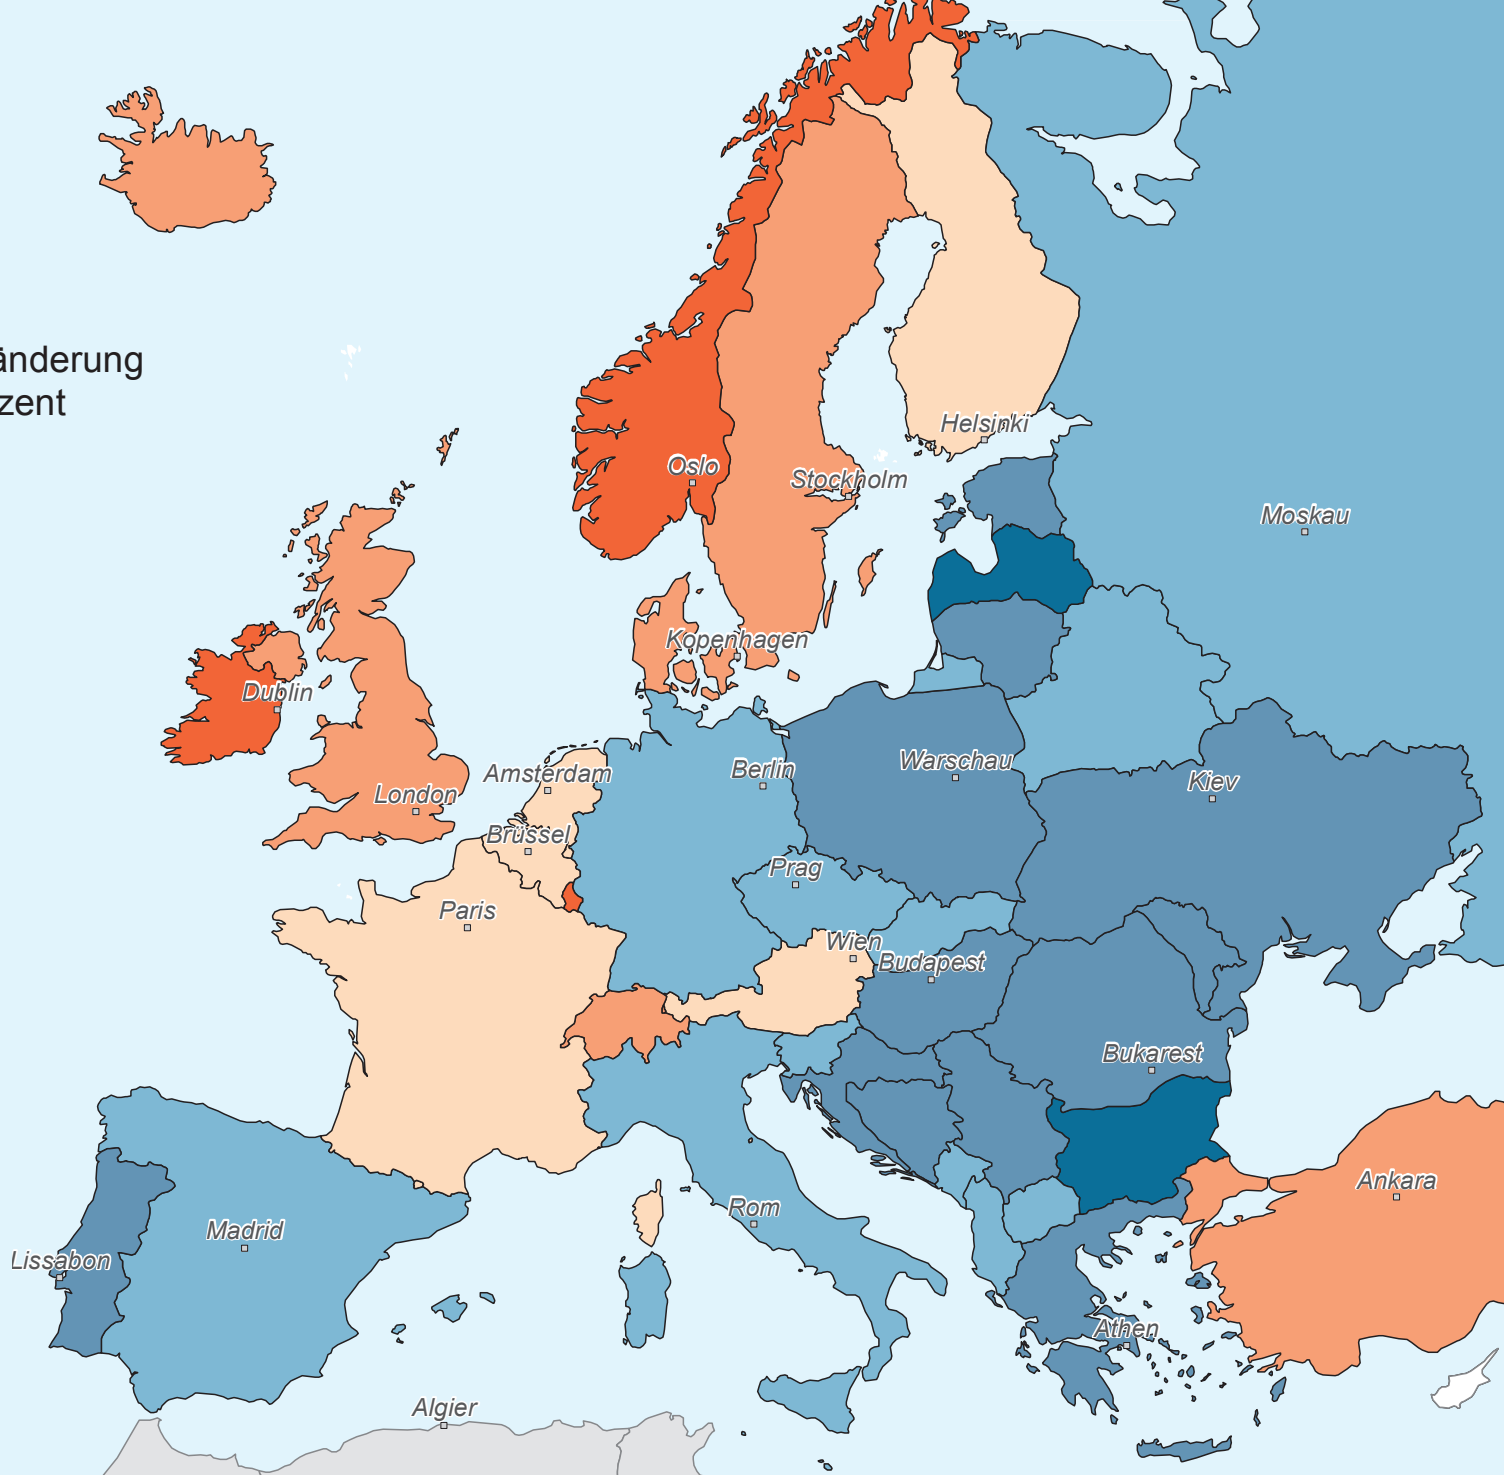 änderung
zent
Helsinki
Oslo
Stockholm
Moskau
Kopenhagen
Dublin
Warschau
Berlin
Amsterdam
Kiev
London
Brüssel
Prag
Paris
Wien
Budapest
Bukarest
Ankara
Rom
Madrid
Lissabon
Athen
Algier